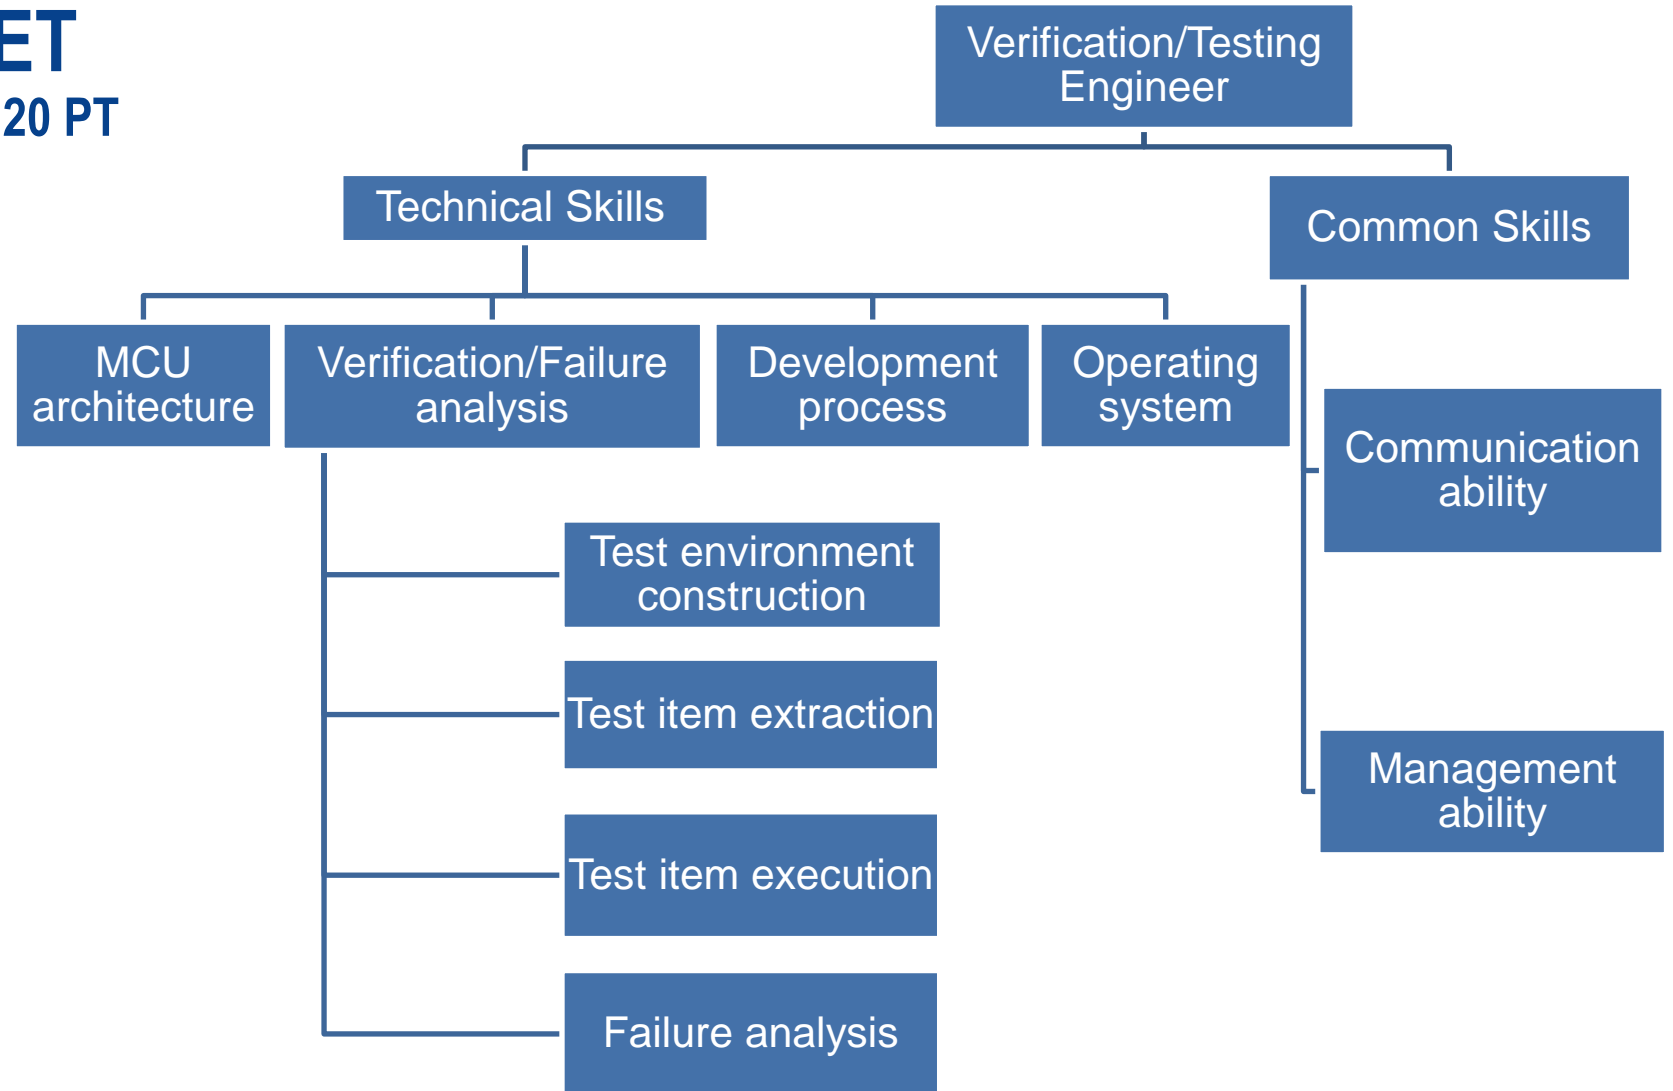 ET
20 PT
Verification/Testing
Engineer
Technical Skills
Common Skills
MCU
architecture
Verification/Failure
analysis
Development
process
Operating
system
Communication
ability
Test environment
construction
Test item extraction
Management
ability
Test item execution
Failure analysis